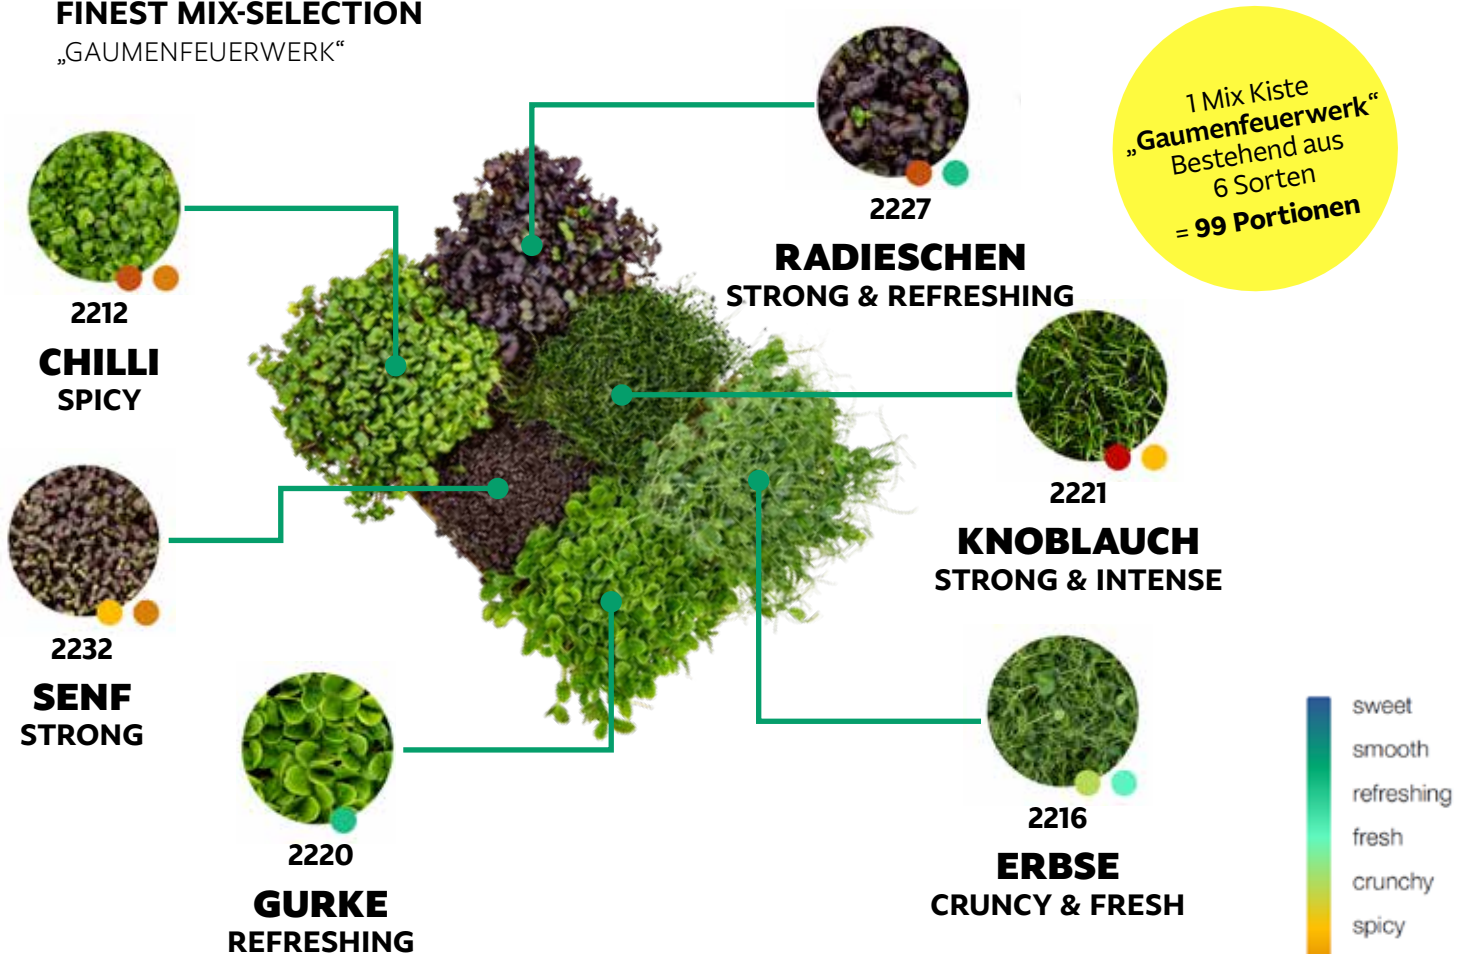 FINEST MIX-SELECTION
„GAUMENFEUERWERK“
1 Mix Kiste
„Gaumenfeuerwerk“
Bestehend aus
6 Sorten
= 99 Portionen
2227
RADIESCHEN
STRONG & REFRESHING
2212
CHILLI
SPICY
2221
KNOBLAUCH
STRONG & INTENSE
2232
SENF
STRONG
2220
GURKE
REFRESHING
2216
ERBSE
CRUNCY & FRESH
sweet
smooth
refreshing
fresh
crunchy
spicy